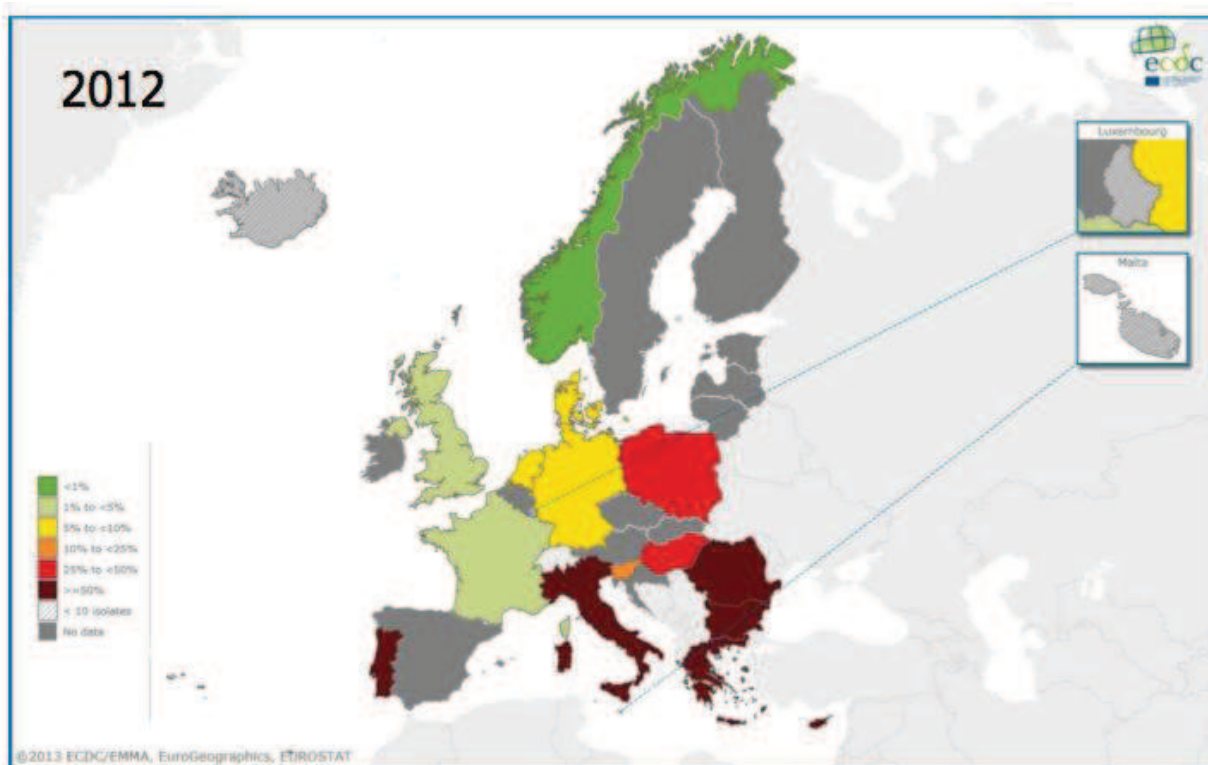 2012
ecdc
Luxembourg
Malta
<1%
1% to <5%
5% to <10%
10% to <25%
25% to <50%
>=50%
< 10 isolates
No data
©2013 ECDC/EMMA, EuroGeographics, EUROSTAT